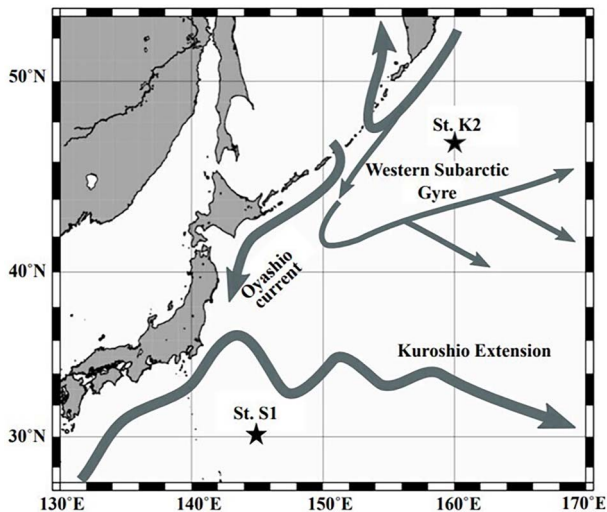 50°N
St. K2
Western Subarctic
Gyre
40°N
Oyashio
current
Kuroshio Extension
St. S1
30°N
130°E
140°E
150°E
160°E
170°E